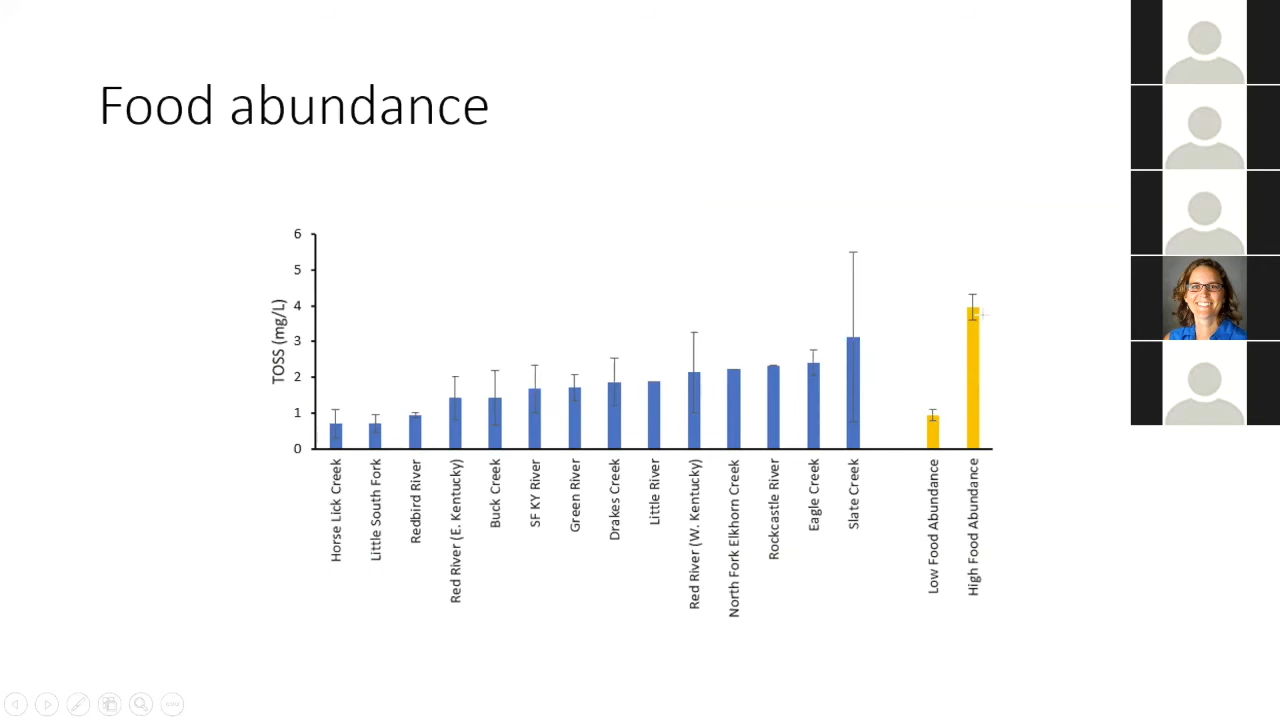 Food abundance
6
5
4
3
2
1
0
TOSS (mg/L)
Horse Lick Creek
Little South Fork
Redbird River
Red River (E. Kentucky)
Buck Creek
SF KY River
Green River
Drakes Creek
Little River
Red River (W. Kentucky)
North Fork Elkhorn Creek
Rockcastle River
Eagle Creek
Slate Creek
Low Food Abundance
High Food Abundance